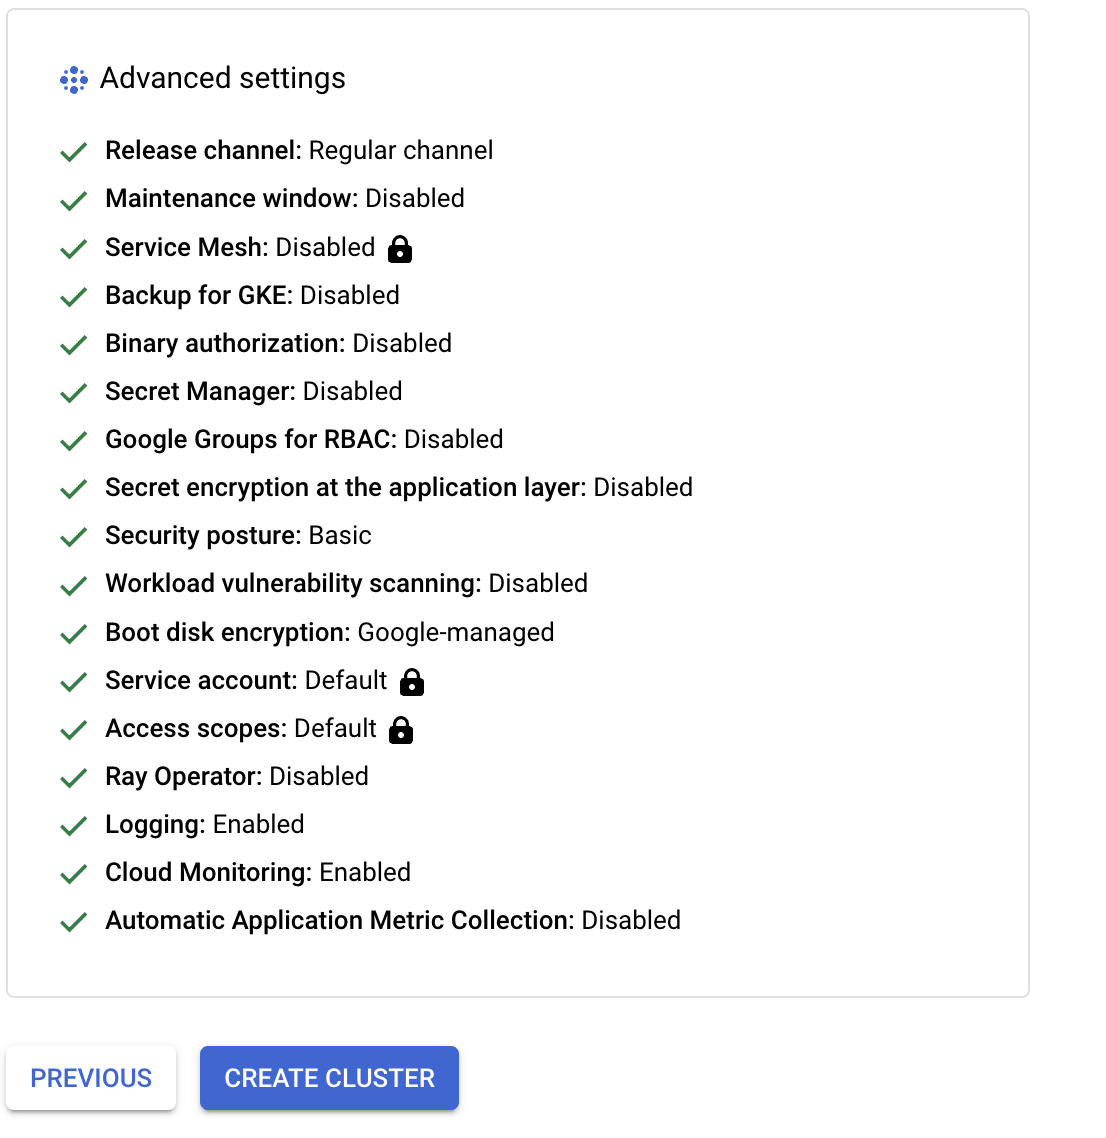 Advanced settings
Release channel: Regular channel
Maintenance window: Disabled
Service Mesh: Disabled
Backup for GKE: Disabled
Binary authorization: Disabled
Secret Manager: Disabled
Google Groups for RBAC: Disabled
Secret encryption at the application layer: Disabled
Security posture: Basic
Workload vulnerability scanning: Disabled
Boot disk encryption: Google-managed
Service account: Default
Access scopes: Default
Ray Operator: Disabled
Logging: Enabled
Cloud Monitoring: Enabled
Automatic Application Metric Collection: Disabled
PREVIOUS
CREATE CLUSTER